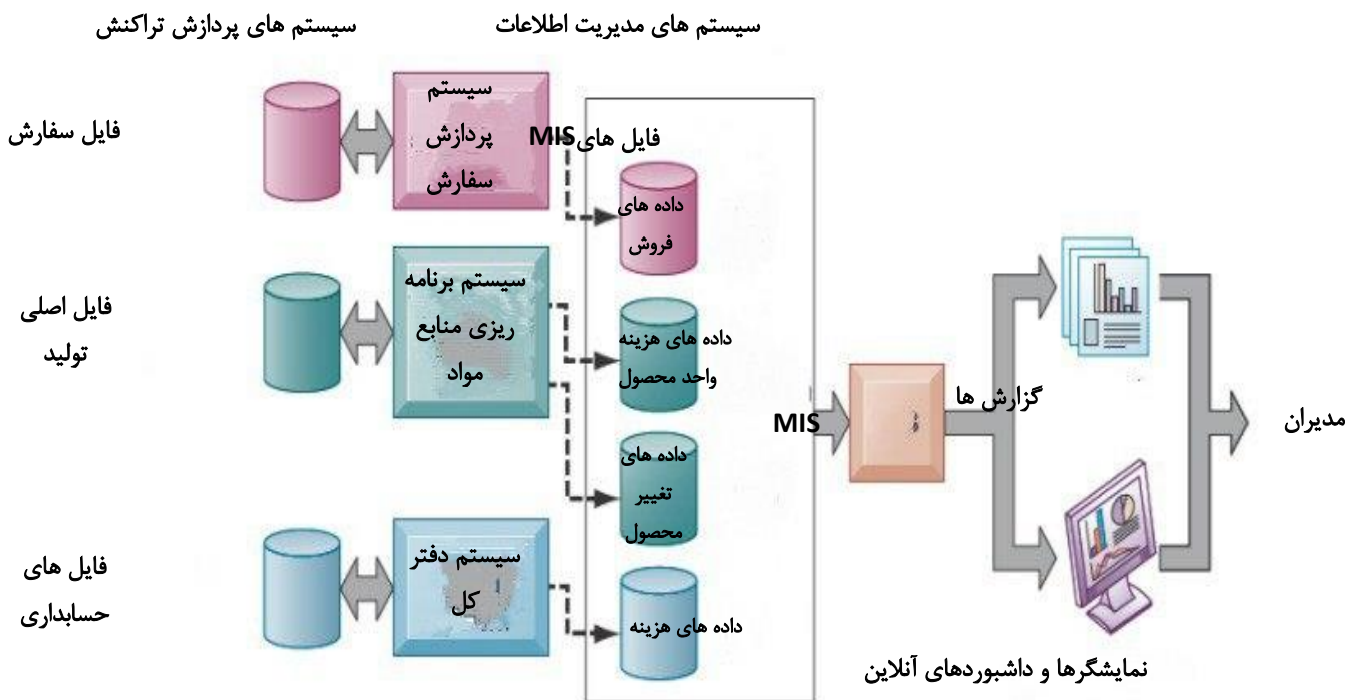 سیستم های پردازش تراکنش
سیستم های مدیریت اطلاعات
فایل سفارش
سیستم
پردازش
سفارش
فایل های MIS
داده های
فروش
فایل اصلی
تولید
سیستم برنامه
ریزی منابع
مواد
داده های هزینه
واحد محصول
داده های
تغییر
محصول
فایل های
حسابداری
سیستم دفتر
کل
داده های هزینه
MIS
گزارش ها
مدیران
نمایشگرها و داشبوردهای آنلاین